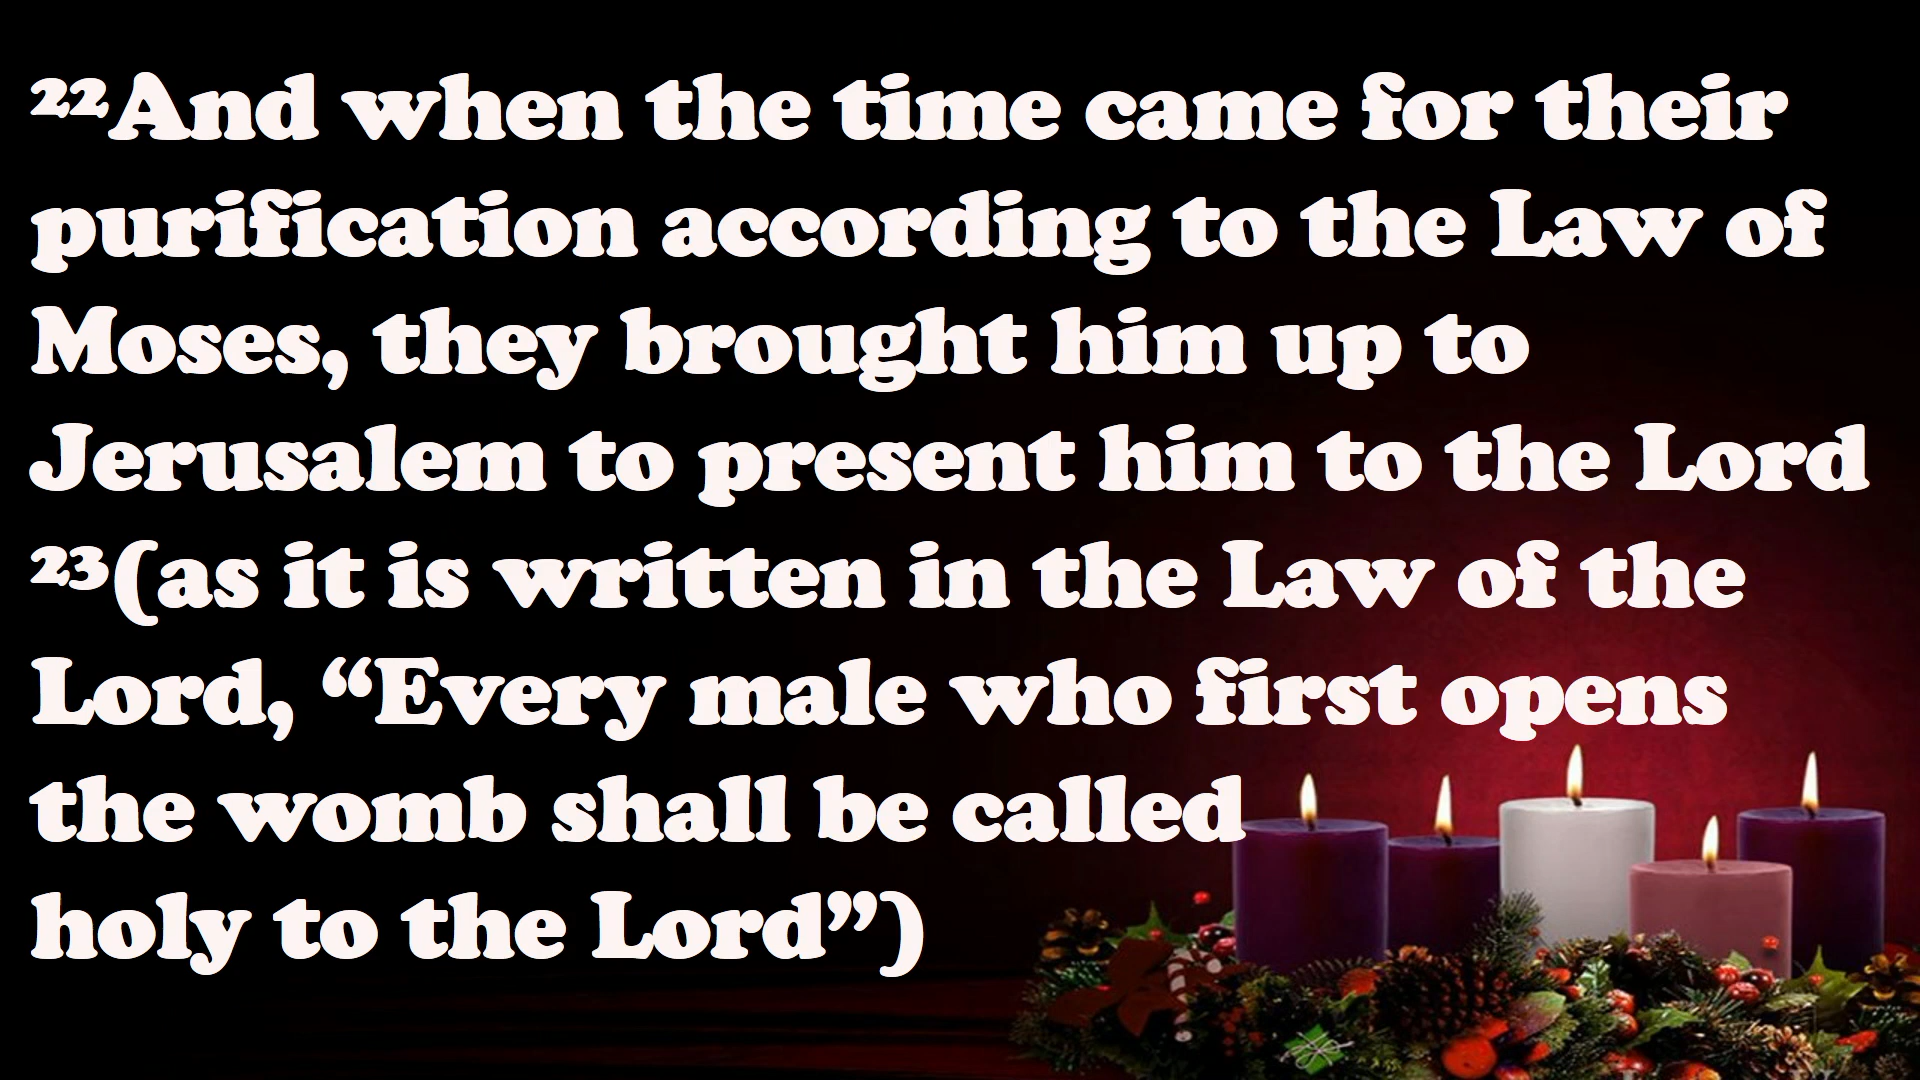 ²²And when the time came for their
purification according to the Law of
Moses, they brought him up to
Jerusalem to present him to the Lord
²³(as it is written in the Law of the
Lord, “Every male who first opens
the womb shall be called
holy to the Lord”)